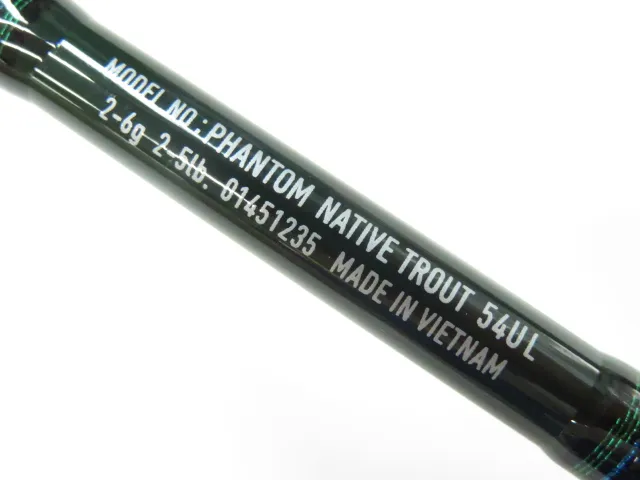 MODEL NO.:PHANTOM NATIVE TROUT 54UL
2-6g 2-5lb. 01451235 MADE IN VIETNAM